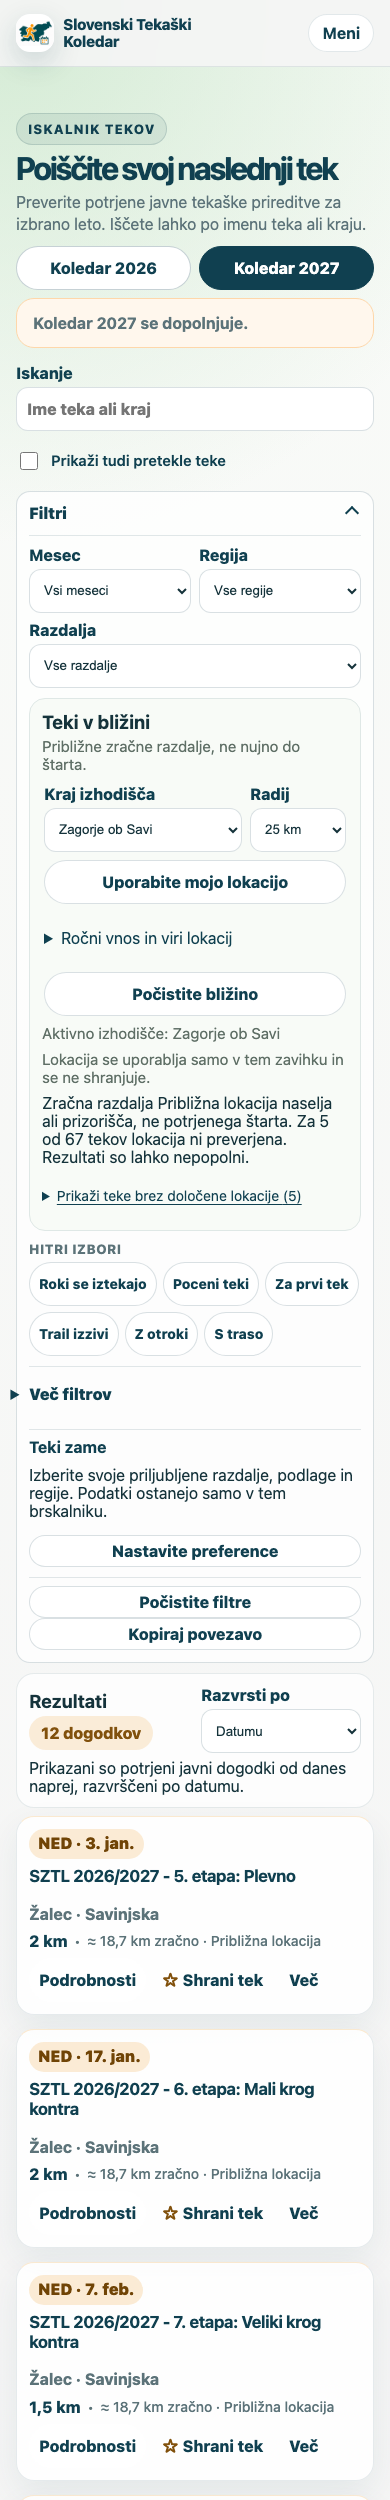 Slovenski Tekaški
Koledar
Meni
ISKALNIK TEKOV
Poiščite svoj naslednji tek
Preverite potrjene javne tekaške prireditve za
izbrano leto. Iščete lahko po imenu teka ali kraju.
Koledar 2026
Koledar 2027
Koledar 2027 se dopolnjuje.
Iskanje
Ime teka ali kraj
Prikaži tudi pretekle teke
Filtri
Mesec
Regija
Vsi meseci
Vse regije
Razdalja
Vse razdalje
Teki v bližini
Približne zračne razdalje, ne nujno do
štarta.
Kraj izhodišča
Radij
Zagorje ob Savi
25 km
Uporabite mojo lokacijo
Ročni vnos in viri lokacij
Počistite bližino
Aktivno izhodišče: Zagorje ob Savi
Lokacija se uporablja samo v tem zavihku in
se ne shranjuje.
Zračna razdalja Približna lokacija naselja
ali prizorišča, ne potrjenega štarta. Za 5
od 67 tekov lokacija ni preverjena.
Rezultati so lahko nepopolni.
Prikaži teke brez določene lokacije (5)
HITRI IZBORI
Roki se iztekajo
Poceni teki
Za prvi tek
Trail izzivi
Z otroki
S traso
Več filtrov
Teki zame
Izberite svoje priljubljene razdalje, podlage in
regije. Podatki ostanejo samo v tem
brskalniku.
Nastavite preference
Počistite filtre
Kopiraj povezavo
Rezultati
12 dogodkov
Razvrsti po
Datumu
Prikazani so potrjeni javni dogodki od danes
naprej, razvrščeni po datumu.
NED · 3. jan.
SZTL 2026/2027 - 5. etapa: Plevno
Žalec · Savinjska
2 km • ≈ 18,7 km zračno · Približna lokacija
Podrobnosti ☆ Shrani tek Več
NED · 17. jan.
SZTL 2026/2027 - 6. etapa: Mali krog
kontra
Žalec · Savinjska
2 km • ≈ 18,7 km zračno · Približna lokacija
Podrobnosti ☆ Shrani tek Več
NED · 7. feb.
SZTL 2026/2027 - 7. etapa: Veliki krog
kontra
Žalec · Savinjska
1,5 km • ≈ 18,7 km zračno · Približna lokacija
Podrobnosti ☆ Shrani tek Več